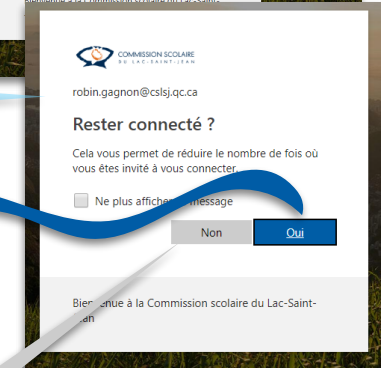 COMMISSION SCOLAIRE
DU LAC-SAINT-JEAN
robin.gagnon@cslsj.qc.ca
Rester connecté ?
Cela vous permet de réduire le nombre de fois où
vous êtes invité à vous connecter.
Ne plus afficher message
Non
Oui
à la Commission scolaire du Lac-Saint-